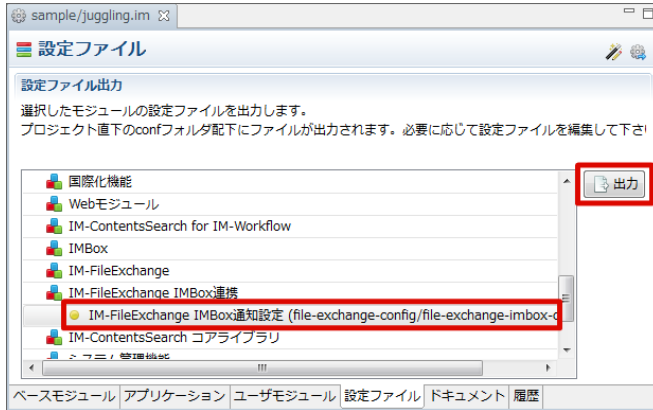 sample/juggling.im
設定ファイル
設定ファイル出力
選択したモジュールの設定ファイルを出力します。
プロジェクト直下のconfフォルダ配下にファイルが出力されます。必要に応じて設定ファイルを編集して下さい
国際化機能
出力
Webモジュール
IM-ContentsSearch for IM-Workflow
IMBox
IM-FileExchange
IM-FileExchange IMBox連携
IM-FileExchange IMBox通知設定 (file-exchange-config/file-exchange-imbox-c
IM-ContentsSearch コアライブラリ
システム管理機能
ベースモジュール アプリケーション ユーザモジュール 設定ファイル ドキュメント 履歴